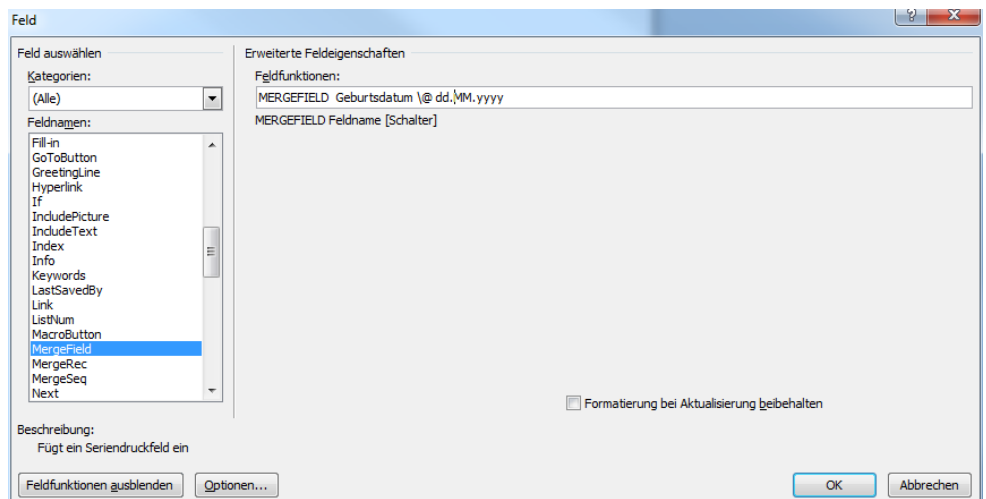 Feld
Feld auswählen
Kategorien:
(Alle)
Feldnamen:
Fill-in
GoToButton
GreetingLine
Hyperlink
If
IncludePicture
IncludeText
Index
Info
Keywords
LastSavedBy
Link
ListNum
MacroButton
MergeField
MergeRec
MergeSeq
Next
Erweiterte Feldeigenschaften
Feldfunktionen:
MERGEFIELD Geburtsdatum \@ dd.MM.yyyy
MERGEFIELD Feldname [Schalter]
Formatierung bei Aktualisierung beibehalten
Beschreibung:
Fügt ein Seriendruckfeld ein
Feldfunktionen ausblenden
Optionen...
OK
Abbrechen